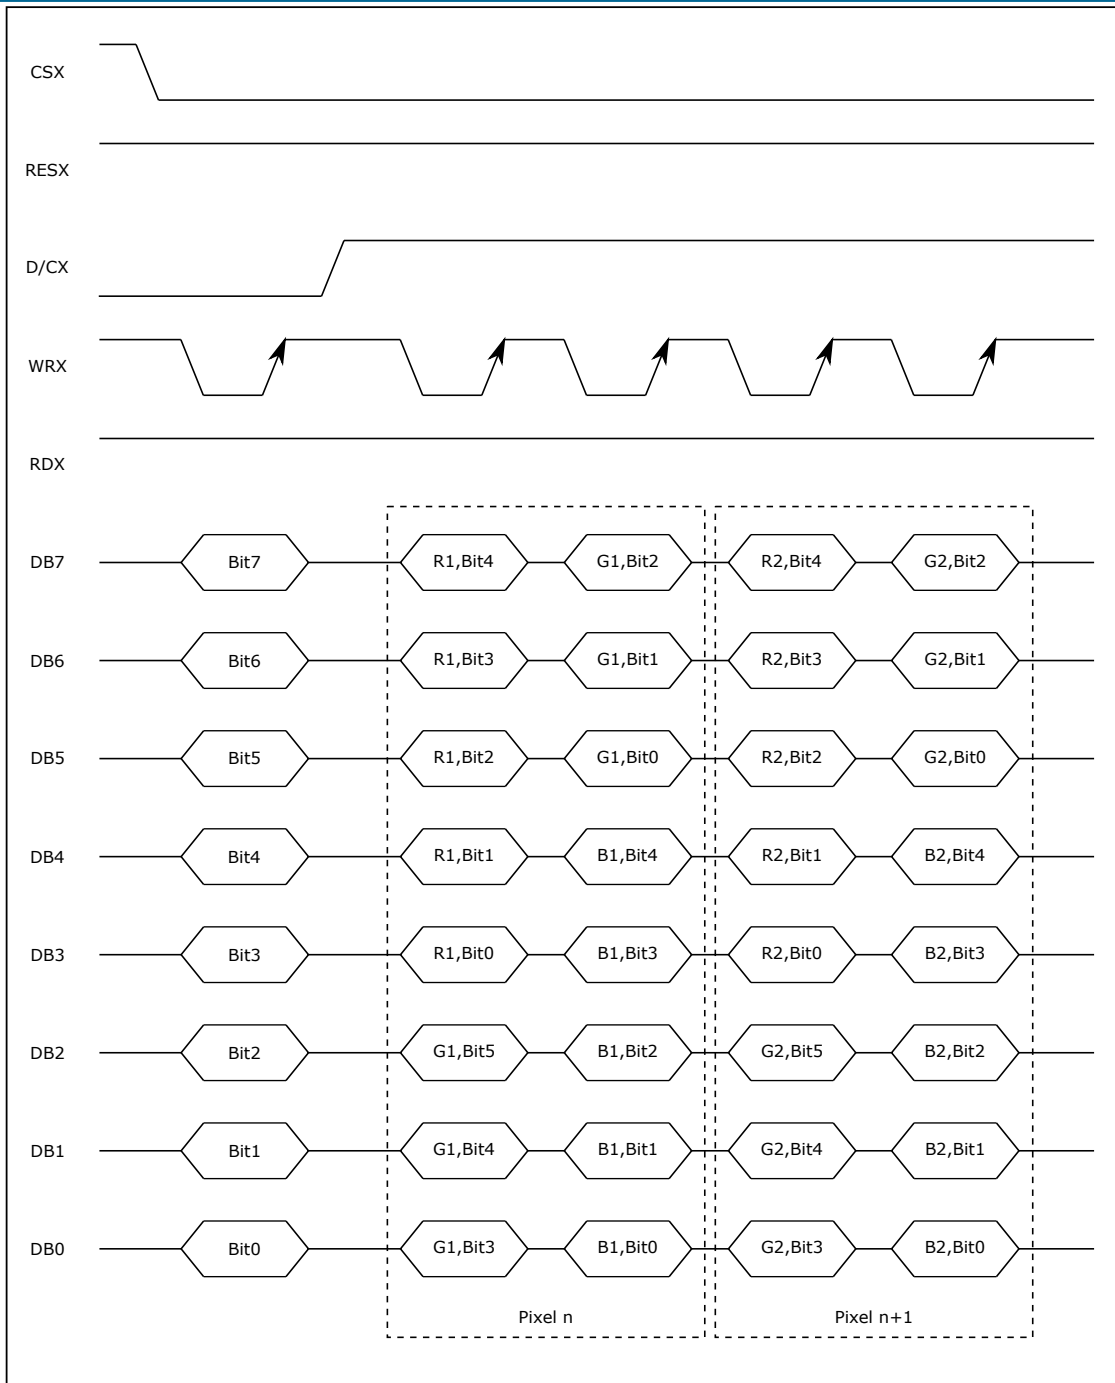 CSX
RESX
D/CX
WRX
RDX
DB7 Bit7 R1,Bit4 G1,Bit2 R2,Bit4 G2,Bit2
DB6 Bit6 R1,Bit3 G1,Bit1 R2,Bit3 G2,Bit1
DB5 Bit5 R1,Bit2 G1,Bit0 R2,Bit2 G2,Bit0
DB4 Bit4 R1,Bit1 B1,Bit4 R2,Bit1 B2,Bit4
DB3 Bit3 R1,Bit0 B1,Bit3 R2,Bit0 B2,Bit3
DB2 Bit2 G1,Bit5 B1,Bit2 G2,Bit5 B2,Bit2
DB1 Bit1 G1,Bit4 B1,Bit1 G2,Bit4 B2,Bit1
DB0 Bit0 G1,Bit3 B1,Bit0 G2,Bit3 B2,Bit0
Pixel n Pixel n+1